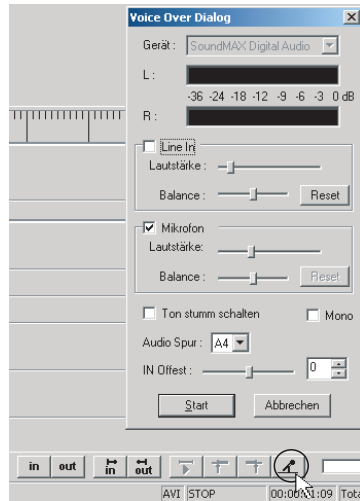 Voice Over Dialog
Gerät : SoundMAX Digital Audio
L :
-36 -24 -18 -12 -9 -6 -3 0 dB
R :
Line In
Lautstärke :
Balance : Reset
Mikrofon
Lautstärke:
Balance : Reset
Ton stumm schalten Mono
Audio Spur : A4
IN Offest : 0
Start Abbrechen
in out in out
AVI STOP 00:00: 1:09 Tota